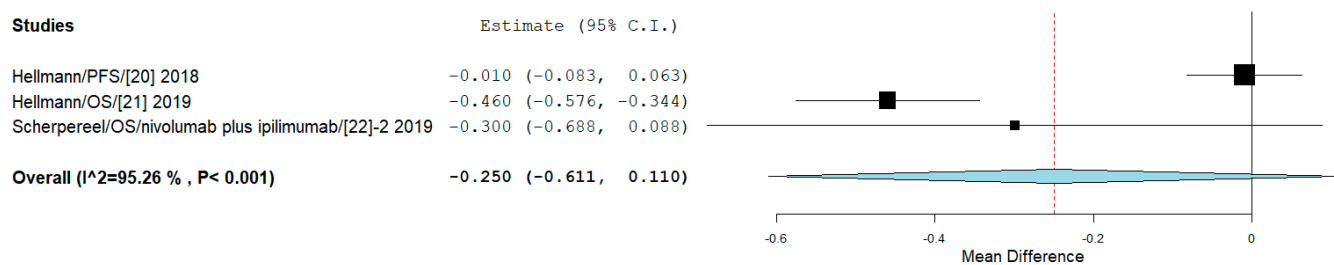 Studies Estimate (95% C.I.)
Hellmann/PFS/[20] 2018 -0.010 (-0.083, 0.063)
Hellmann/OS/[21] 2019 -0.460 (-0.576, -0.344)
Scherpereel/OS/nivolumab plus ipilimumab/[22]-2 2019 -0.300 (-0.688, 0.088)
Overall (I^2=95.26 % , P< 0.001) -0.250 (-0.611, 0.110)
-0.6 -0.4 -0.2 0
Mean Difference